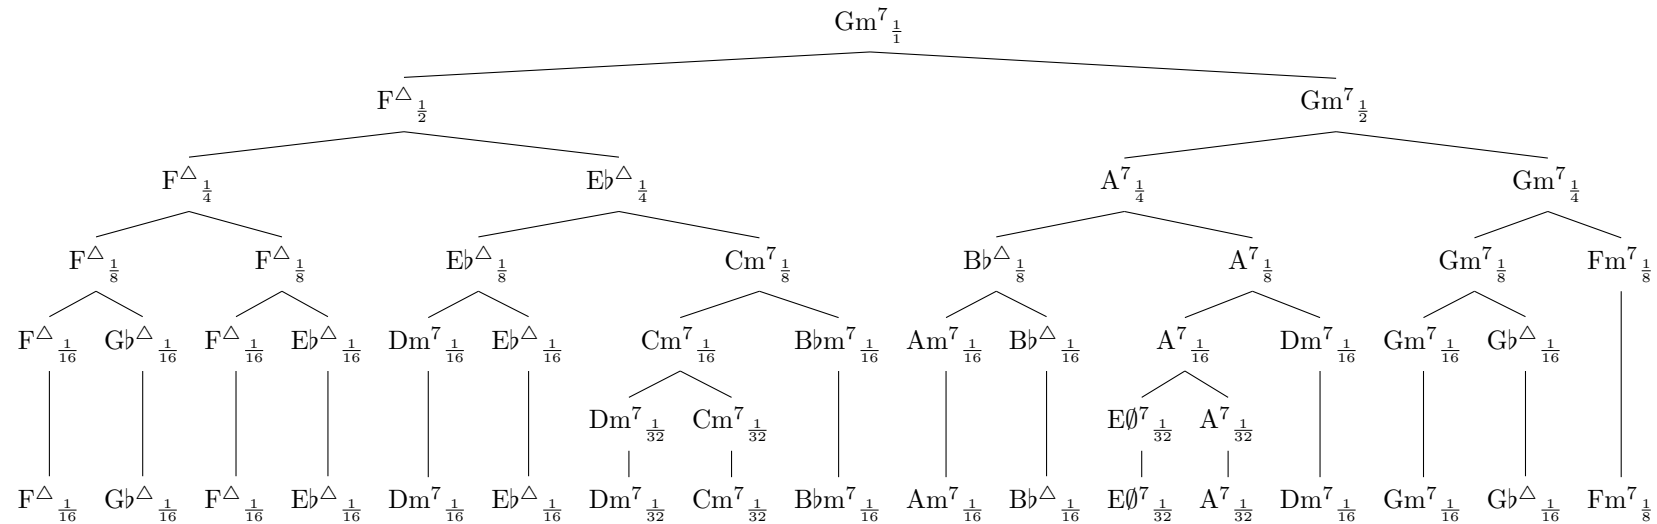 Gm⁷ 1/1
F△ 1/2 Gm⁷ 1/2
F△ 1/4 E♭△ 1/4 A⁷ 1/4 Gm⁷ 1/4
F△ 1/8 F△ 1/8 E♭△ 1/8 Cm⁷ 1/8 B♭△ 1/8 A⁷ 1/8 Gm⁷ 1/8 Fm⁷ 1/8
F△ 1/16 G♭△ 1/16 F△ 1/16 E♭△ 1/16 Dm⁷ 1/16 E♭△ 1/16 Cm⁷ 1/16 B♭m⁷ 1/16 Am⁷ 1/16 B♭△ 1/16 A⁷ 1/16 Dm⁷ 1/16 Gm⁷ 1/16 G♭△ 1/16
Dm⁷ 1/32 Cm⁷ 1/32 E∅⁷ 1/32 A⁷ 1/32
F△ 1/16 G♭△ 1/16 F△ 1/16 E♭△ 1/16 Dm⁷ 1/16 E♭△ 1/16 Dm⁷ 1/32 Cm⁷ 1/32 B♭m⁷ 1/16 Am⁷ 1/16 B♭△ 1/16 E∅⁷ 1/32 A⁷ 1/32 Dm⁷ 1/16 Gm⁷ 1/16 G♭△ 1/16 Fm⁷ 1/8